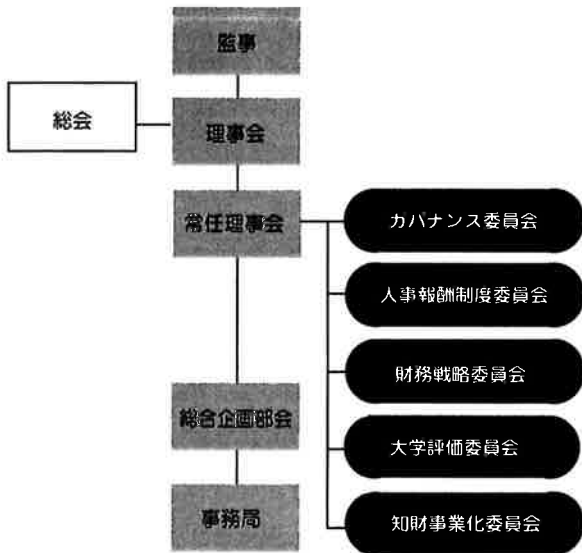 監事
総会
理事会
常任理事会
ガバナンス委員会
人事報酬制度委員会
財務戦略委員会
総合企画部会
大学評価委員会
事務局
知財事業化委員会